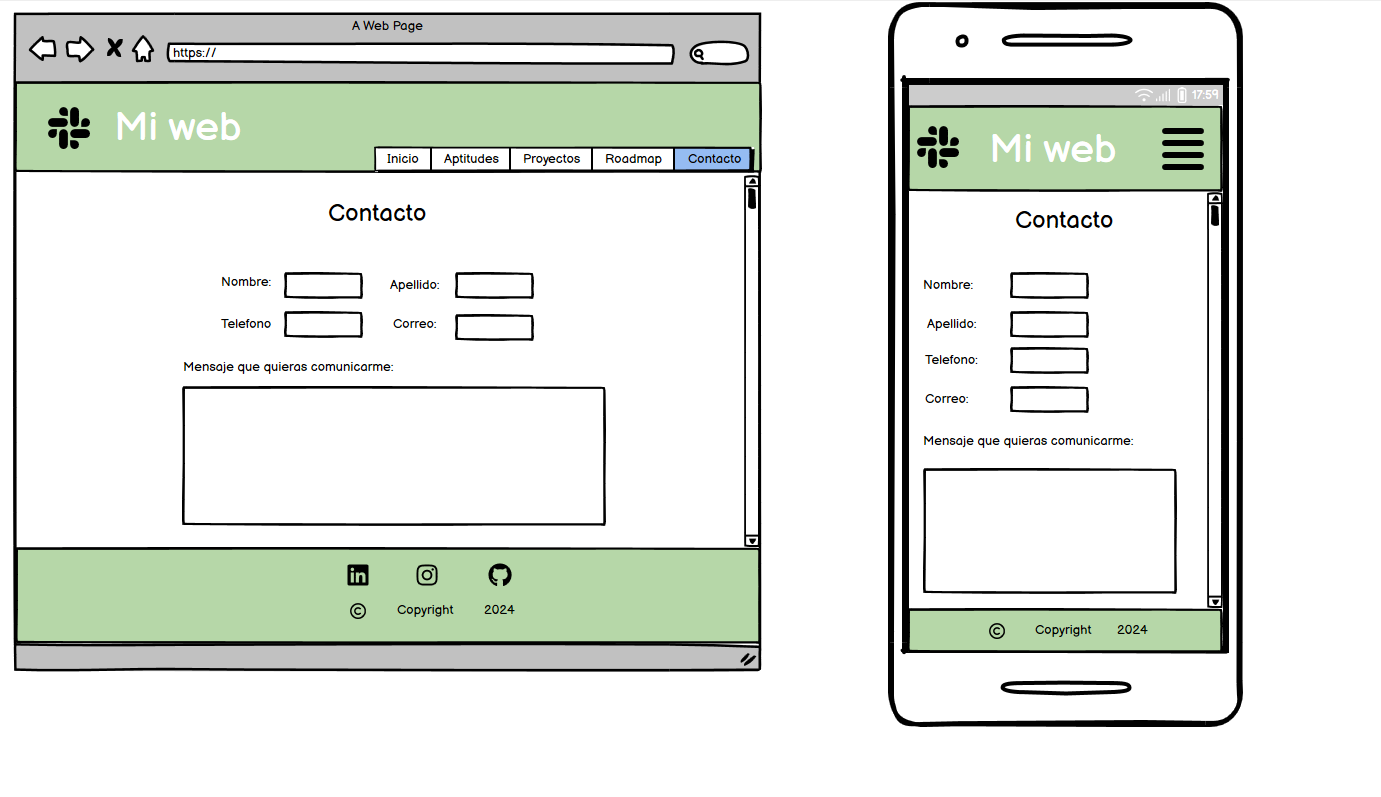 A Web Page
https://
Mi web
Inicio Aptitudes Proyectos Roadmap Contacto
Contacto
Nombre: Apellido:
Telefono Correo:
Mensaje que quieras comunicarme:
in
© Copyright 2024
17:59
Mi web
Contacto
Nombre:
Apellido:
Telefono:
Correo:
Mensaje que quieras comunicarme:
© Copyright 2024